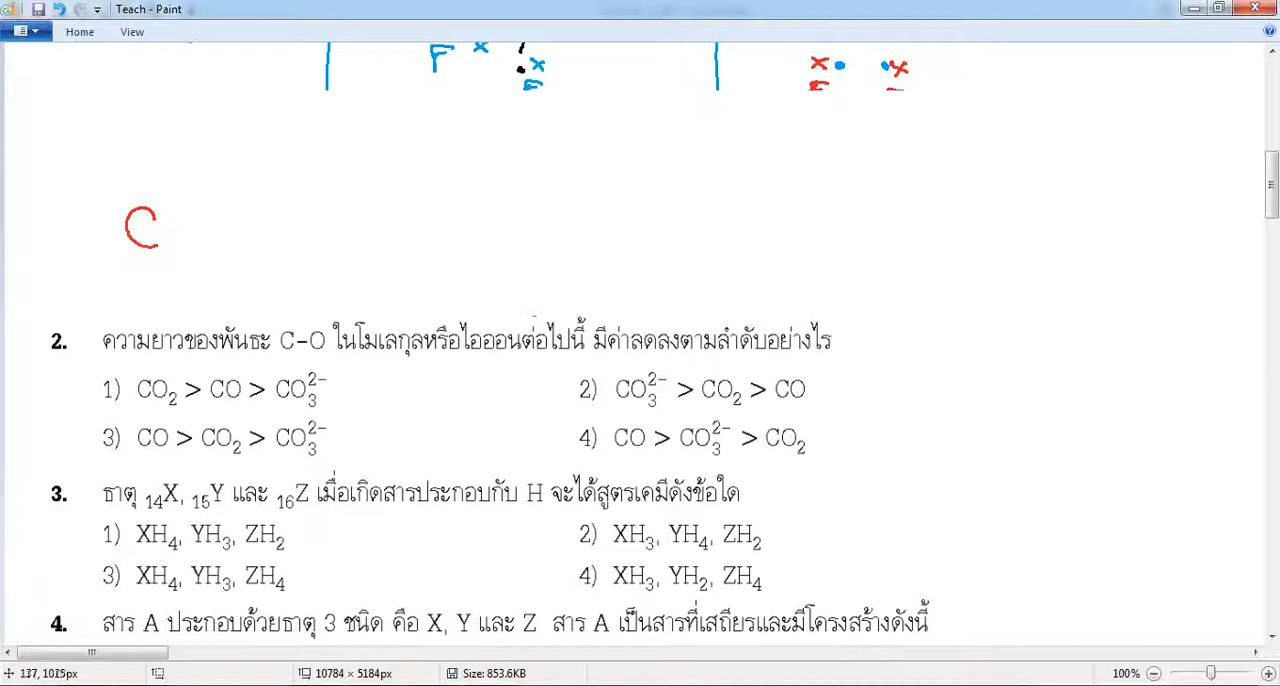 Teach - Paint
Home View
F x
x x
x
C
2. ความยาวของพันธะ C-O ในโมเลกุลหรือไอออนต่อไปนี้ มีค่าลดลงตามลำดับอย่างไร
1) CO₂ > CO > CO₃²⁻ 2) CO₃²⁻ > CO₂ > CO
3) CO > CO₂ > CO₃²⁻ 4) CO > CO₃²⁻ > CO₂
3. ธาตุ ₁₄X, ₁₅Y และ ₁₆Z เมื่อเกิดสารประกอบกับ H จะได้สูตรเคมีดังข้อใด
1) XH₄, YH₃, ZH₂ 2) XH₃, YH₄, ZH₂
3) XH₄, YH₃, ZH₄ 4) XH₃, YH₂, ZH₄
4. สาร A ประกอบด้วยธาตุ 3 ชนิด คือ X, Y และ Z สาร A เป็นสารที่เสถียรและมีโครงสร้างดังนี้
10784 × 5184px Size: 853.6KB 100%